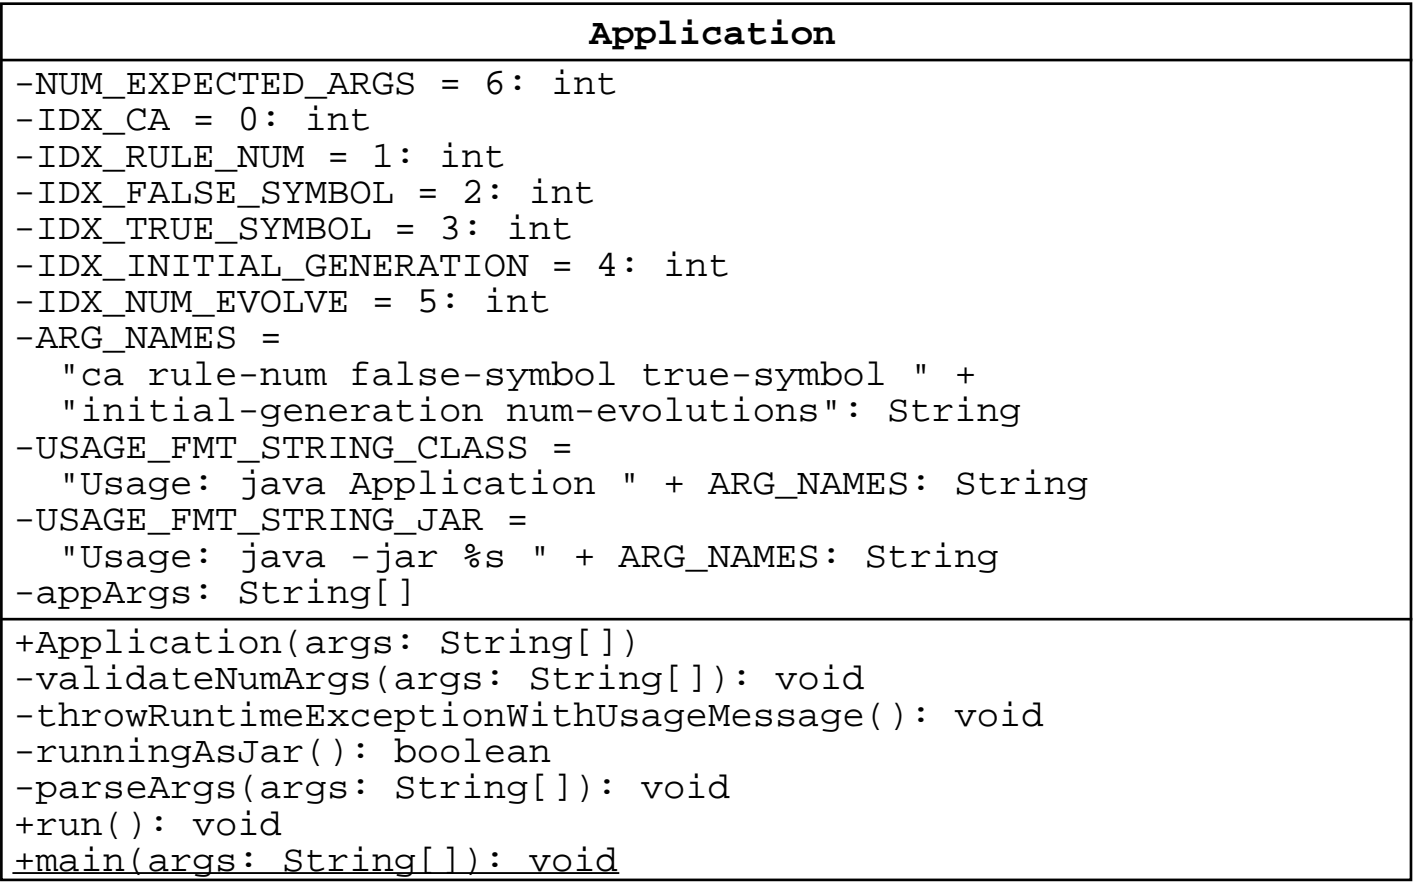 Application
-NUM_EXPECTED_ARGS = 6: int
-IDX_CA = 0: int
-IDX_RULE_NUM = 1: int
-IDX_FALSE_SYMBOL = 2: int
-IDX_TRUE_SYMBOL = 3: int
-IDX_INITIAL_GENERATION = 4: int
-IDX_NUM_EVOLVE = 5: int
-ARG_NAMES =
  "ca rule-num false-symbol true-symbol " +
  "initial-generation num-evolutions": String
-USAGE_FMT_STRING_CLASS =
  "Usage: java Application " + ARG_NAMES: String
-USAGE_FMT_STRING_JAR =
  "Usage: java -jar %s " + ARG_NAMES: String
-appArgs: String[]
+Application(args: String[])
-validateNumArgs(args: String[]): void
-throwRuntimeExceptionWithUsageMessage(): void
-runningAsJar(): boolean
-parseArgs(args: String[]): void
+run(): void
+main(args: String[]): void